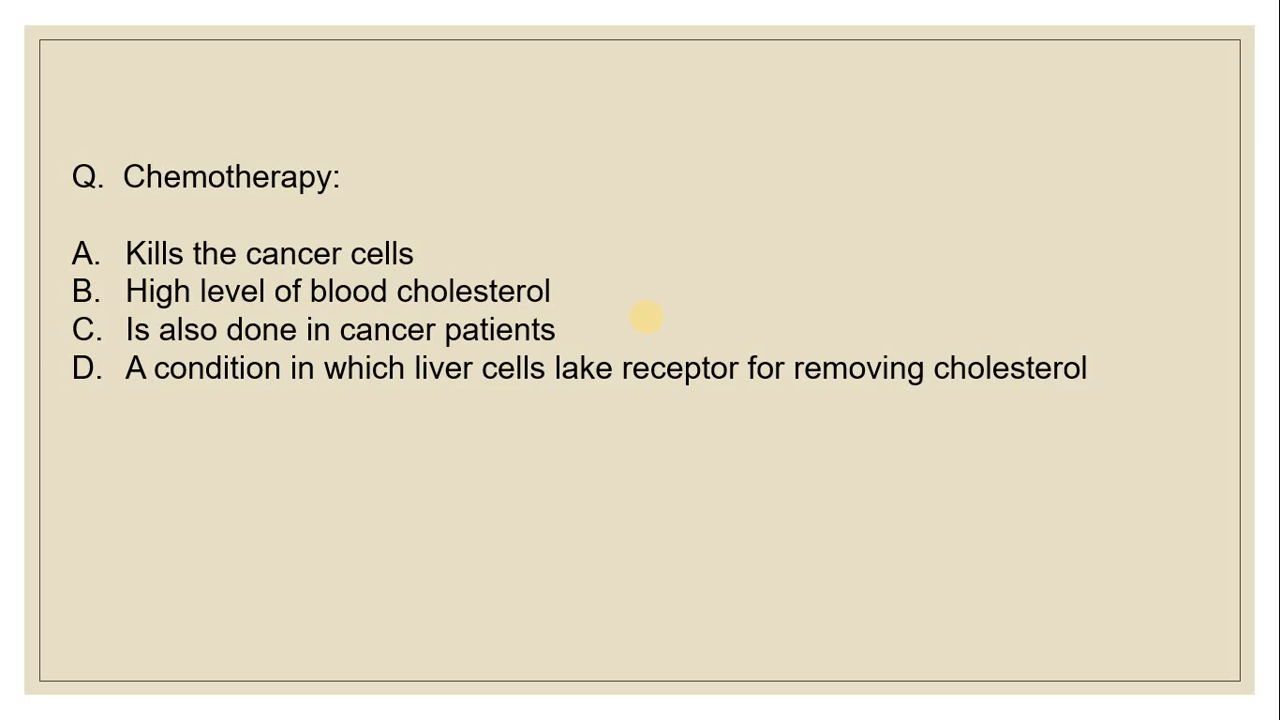 Q. Chemotherapy:
A. Kills the cancer cells
B. High level of blood cholesterol
C. Is also done in cancer patients
D. A condition in which liver cells lake receptor for removing cholesterol